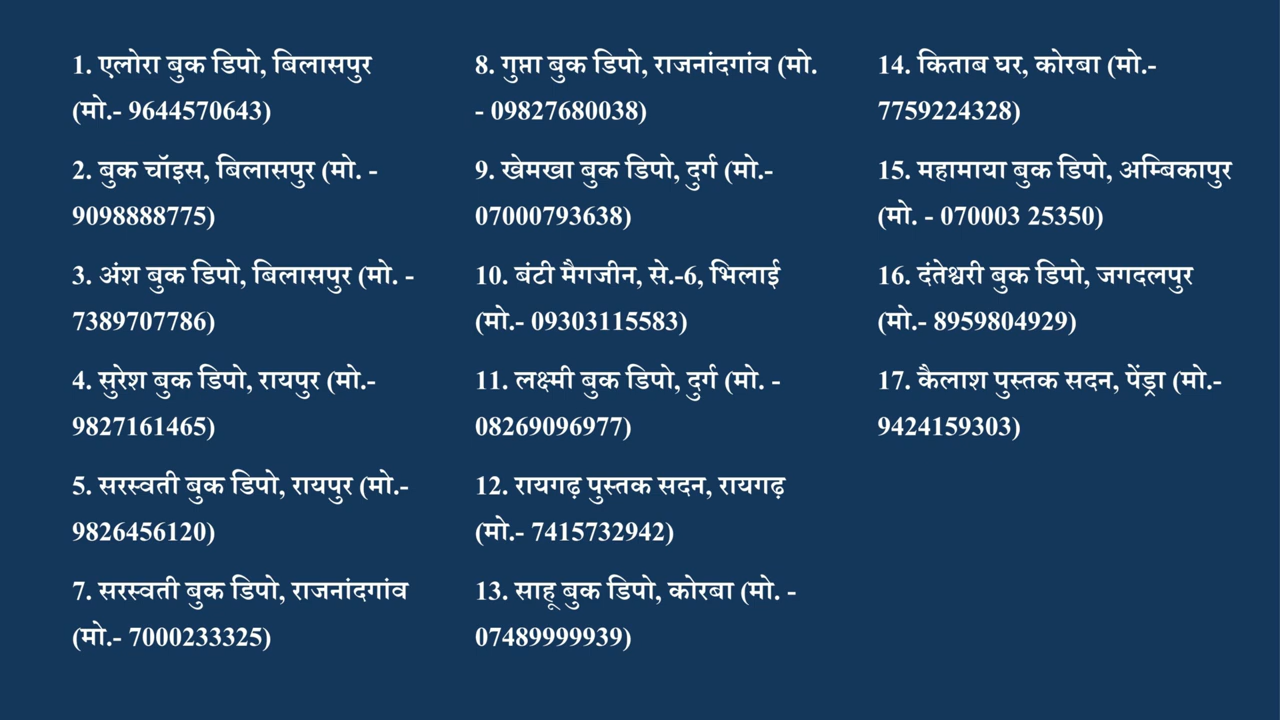 1. एलोरा बुक डिपो, बिलासपुर
(मो.- 9644570643)
2. बुक चॉइस, बिलासपुर (मो. -
9098888775)
3. अंश बुक डिपो, बिलासपुर (मो. -
7389707786)
4. सुरेश बुक डिपो, रायपुर (मो.-
9827161465)
5. सरस्वती बुक डिपो, रायपुर (मो.-
9826456120)
7. सरस्वती बुक डिपो, राजनांदगांव
(मो.- 7000233325)
8. गुप्ता बुक डिपो, राजनांदगांव (मो.
- 09827680038)
9. खेमखा बुक डिपो, दुर्ग (मो.-
07000793638)
10. बंटी मैगजीन, से.-6, भिलाई
(मो.- 09303115583)
11. लक्ष्मी बुक डिपो, दुर्ग (मो. -
08269096977)
12. रायगढ़ पुस्तक सदन, रायगढ़
(मो.- 7415732942)
13. साहू बुक डिपो, कोरबा (मो. -
07489999939)
14. किताब घर, कोरबा (मो.-
7759224328)
15. महामाया बुक डिपो, अम्बिकापुर
(मो. - 070003 25350)
16. दंतेश्वरी बुक डिपो, जगदलपुर
(मो.- 8959804929)
17. कैलाश पुस्तक सदन, पेंड्रा (मो.-
9424159303)